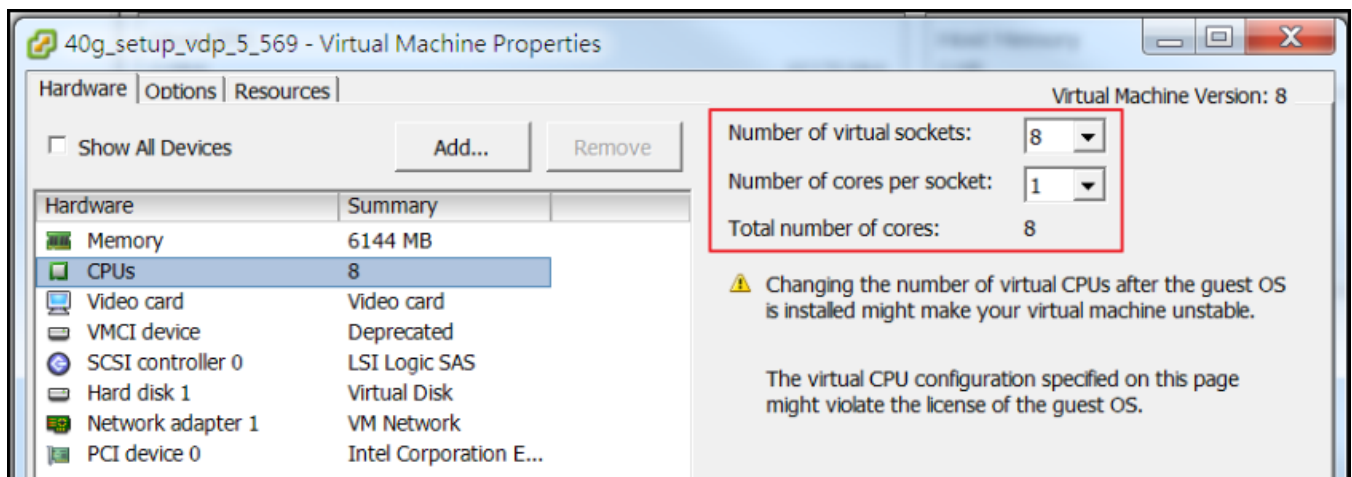 40g_setup_vdp_5_569 - Virtual Machine Properties
Hardware Options Resources
Virtual Machine Version: 8
Show All Devices
Add...
Remove
Hardware Summary
Memory 6144 MB
CPUs 8
Video card Video card
VMCI device Deprecated
SCSI controller 0 LSI Logic SAS
Hard disk 1 Virtual Disk
Network adapter 1 VM Network
PCI device 0 Intel Corporation E...
Number of virtual sockets: 8
Number of cores per socket: 1
Total number of cores: 8
Changing the number of virtual CPUs after the guest OS
is installed might make your virtual machine unstable.
The virtual CPU configuration specified on this page
might violate the license of the guest OS.